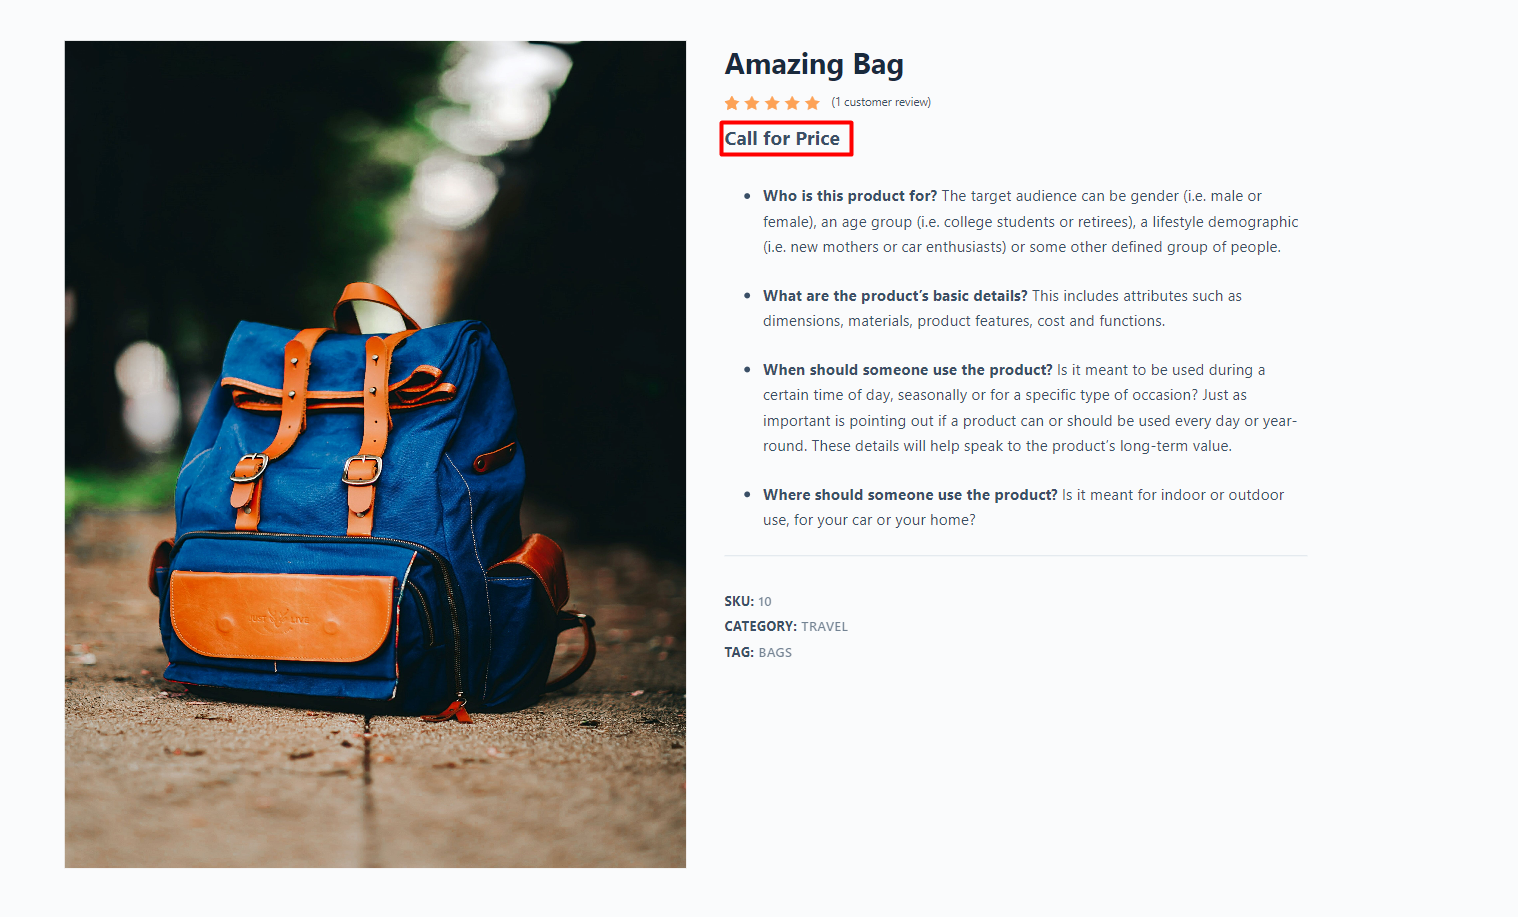 Amazing Bag
(1 customer review)
Call for Price
• Who is this product for? The target audience can be gender (i.e. male or
female), an age group (i.e. college students or retirees), a lifestyle demographic
(i.e. new mothers or car enthusiasts) or some other defined group of people.
• What are the product’s basic details? This includes attributes such as
dimensions, materials, product features, cost and functions.
• When should someone use the product? Is it meant to be used during a
certain time of day, seasonally or for a specific type of occasion? Just as
important is pointing out if a product can or should be used every day or year-
round. These details will help speak to the product’s long-term value.
• Where should someone use the product? Is it meant for indoor or outdoor
use, for your car or your home?
JUST LIVE
SKU: 10
CATEGORY: TRAVEL
TAG: BAGS